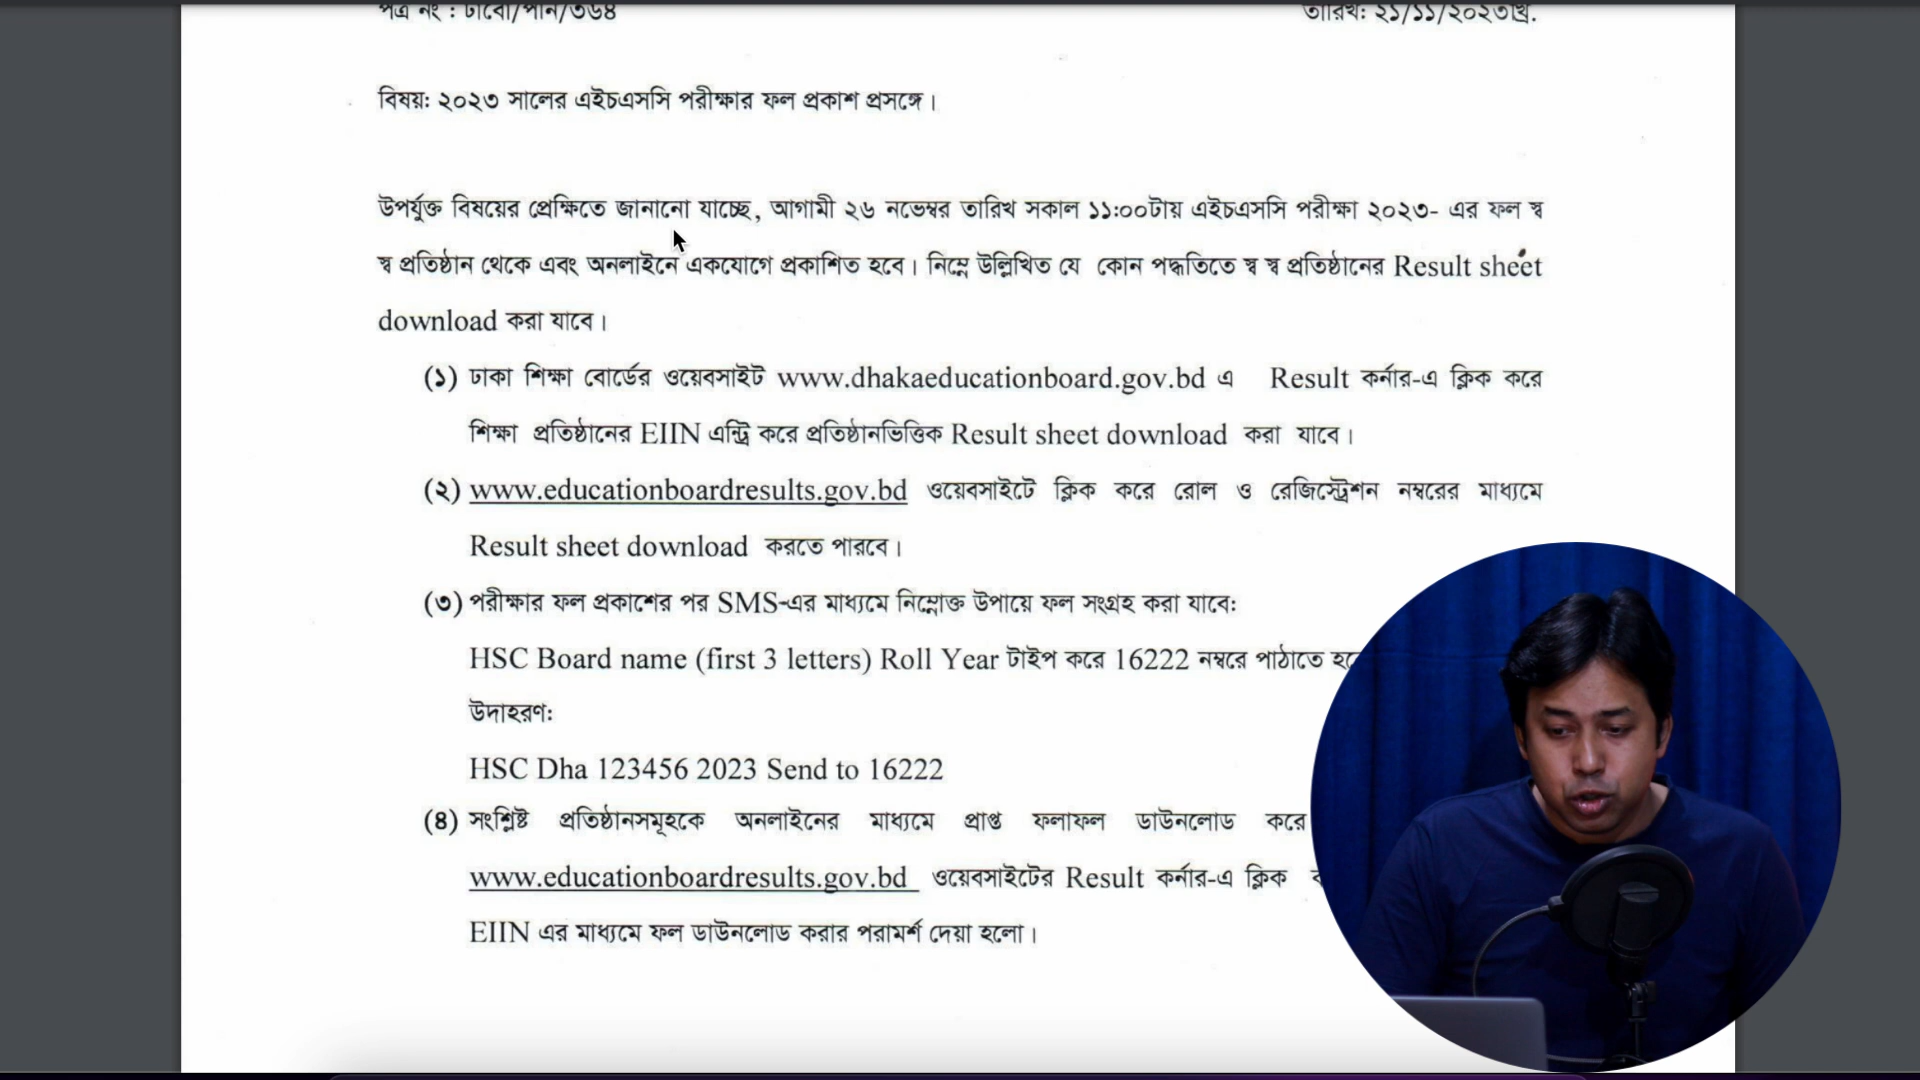 পত্র নং : ঢাবো/পনি/৩৬৪
তারিখ: ২১/১১/২০২৩খ্রি.
বিষয়: ২০২৩ সালের এইচএসসি পরীক্ষার ফল প্রকাশ প্রসঙ্গে।
উপর্যুক্ত বিষয়ের প্রেক্ষিতে জানানো যাচ্ছে, আগামী ২৬ নভেম্বর তারিখ সকাল ১১:০০টায় এইচএসসি পরীক্ষা ২০২৩- এর ফল স্ব
স্ব প্রতিষ্ঠান থেকে এবং অনলাইনে একযোগে প্রকাশিত হবে। নিম্নে উল্লিখিত যে কোন পদ্ধতিতে স্ব স্ব প্রতিষ্ঠানের Result sheet
download করা যাবে।
(১) ঢাকা শিক্ষা বোর্ডের ওয়েবসাইট www.dhakaeducationboard.gov.bd এ Result কর্নার-এ ক্লিক করে
শিক্ষা প্রতিষ্ঠানের EIIN এন্ট্রি করে প্রতিষ্ঠানভিত্তিক Result sheet download করা যাবে।
(২) www.educationboardresults.gov.bd ওয়েবসাইটে ক্লিক করে রোল ও রেজিস্ট্রেশন নম্বরের মাধ্যমে
Result sheet download করতে পারবে।
(৩) পরীক্ষার ফল প্রকাশের পর SMS-এর মাধ্যমে নিম্নোক্ত উপায়ে ফল সংগ্রহ করা যাবে:
HSC Board name (first 3 letters) Roll Year টাইপ করে 16222 নম্বরে পাঠাতে
উদাহরণ:
HSC Dha 123456 2023 Send to 16222
(৪) সংশ্লিষ্ট প্রতিষ্ঠানসমূহকে অনলাইনের মাধ্যমে প্রাপ্ত ফলাফল ডাউনলোড করে
www.educationboardresults.gov.bd ওয়েবসাইটের Result কর্নার-এ ক্লিক
EIIN এর মাধ্যমে ফল ডাউনলোড করার পরামর্শ দেয়া হলো।